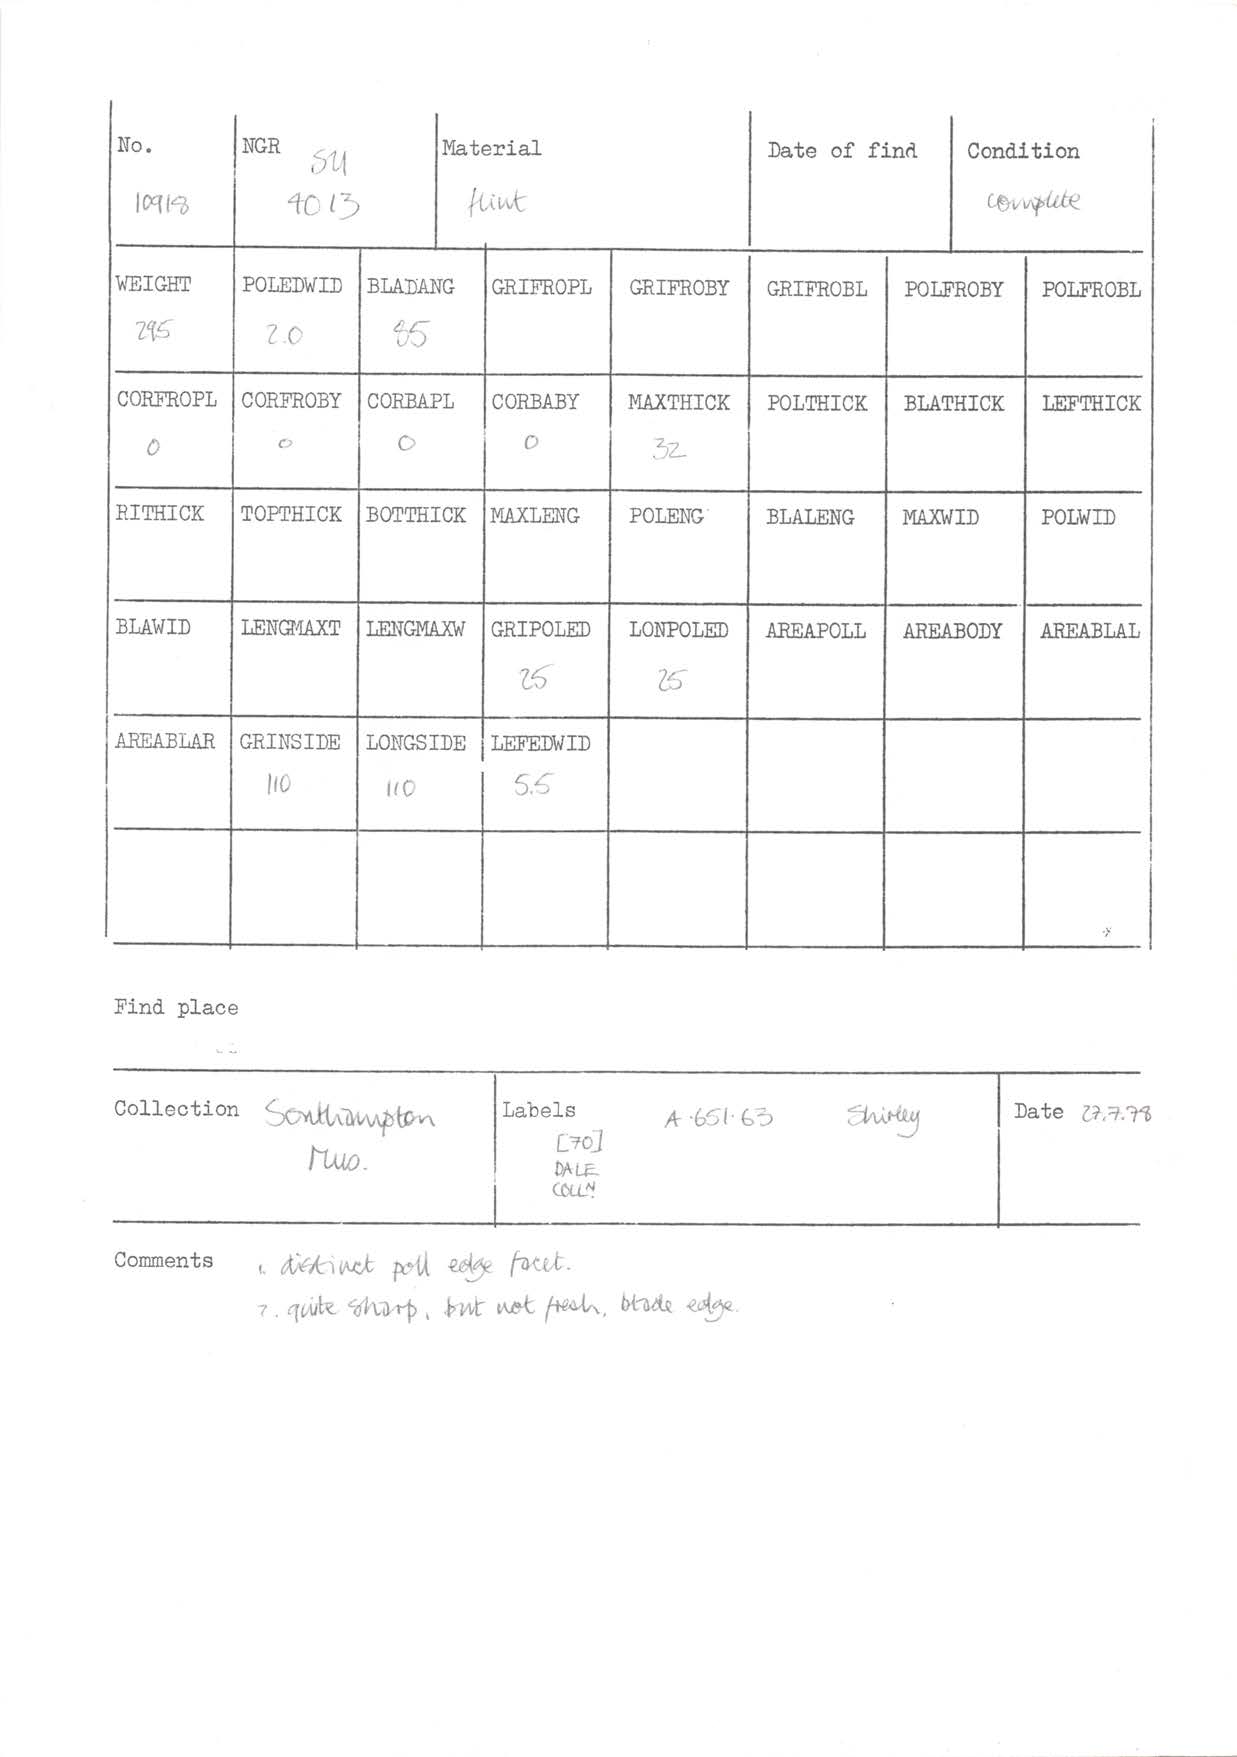 No. NGR SU Material Date of find Condition
10918 4013 flint complete
WEIGHT POLEDWID BLADANG GRIFROPL GRIFROBY GRIFROBL POLFROBY POLFROBL
295 2.0 85
CORFROPL CORFROBY CORBAPL CORBABY MAXTHICK POLTHICK BLATHICK LEFTHICK
0 0 0 0 32
RITHICK TOPTHICK BOTTHICK MAXLENG POLENG BLALENG MAXWID POLWID
BLAWID LENGMAXT LENGMAXW GRIPOLED LONPOLED AREAPOLL AREABODY AREABLAL
25 25
AREABLAR GRINSIDE LONGSIDE LEFEDWID
110 110 5.5
Find place
Collection Southampton Labels A.651.63 Shirley Date 27.7.78
Mus. [70]
DALE
COLLN
Comments 1. distinct poll edge facet.
2. quite sharp, but not fresh, blade edge.